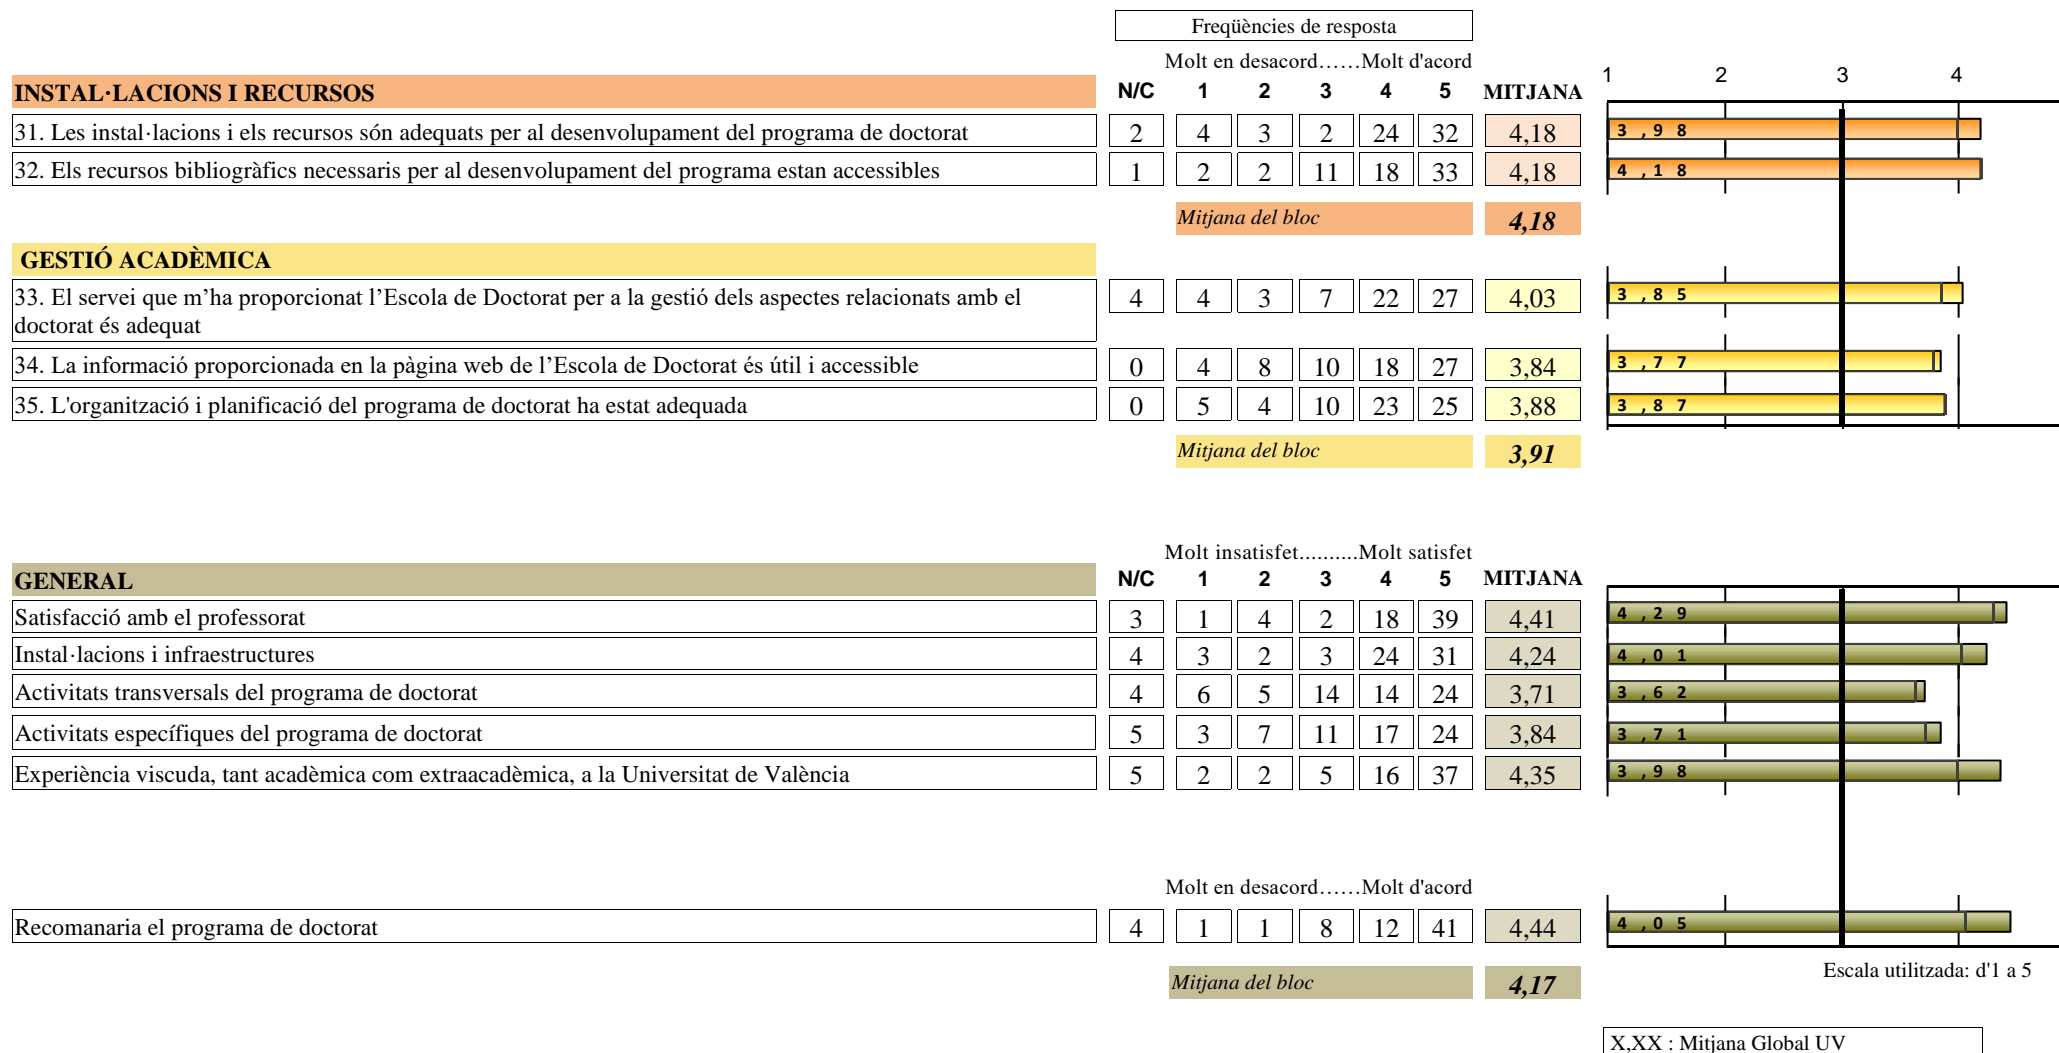 Freqüències de resposta
Molt en desacord……Molt d'acord
INSTAL·LACIONS I RECURSOS N/C 1 2 3 4 5 MITJANA 1 2 3 4
31. Les instal·lacions i els recursos són adequats per al desenvolupament del programa de doctorat 2 4 3 2 24 32 4,18 3,98
32. Els recursos bibliogràfics necessaris per al desenvolupament del programa estan accessibles 1 2 2 11 18 33 4,18 4,18
Mitjana del bloc 4,18
GESTIÓ ACADÈMICA
33. El servei que m’ha proporcionat l’Escola de Doctorat per a la gestió dels aspectes relacionats amb el
doctorat és adequat 4 4 3 7 22 27 4,03 3,85
34. La informació proporcionada en la pàgina web de l’Escola de Doctorat és útil i accessible 0 4 8 10 18 27 3,84 3,77
35. L'organització i planificació del programa de doctorat ha estat adequada 0 5 4 10 23 25 3,88 3,87
Mitjana del bloc 3,91
Molt insatisfet..........Molt satisfet
GENERAL N/C 1 2 3 4 5 MITJANA
Satisfacció amb el professorat 3 1 4 2 18 39 4,41 4,29
Instal·lacions i infraestructures 4 3 2 3 24 31 4,24 4,01
Activitats transversals del programa de doctorat 4 6 5 14 14 24 3,71 3,62
Activitats específiques del programa de doctorat 5 3 7 11 17 24 3,84 3,71
Experiència viscuda, tant acadèmica com extraacadèmica, a la Universitat de València 5 2 2 5 16 37 4,35 3,98
Molt en desacord……Molt d'acord
Recomanaria el programa de doctorat 4 1 1 8 12 41 4,44 4,05
Escala utilitzada: d'1 a 5
Mitjana del bloc 4,17
X,XX : Mitjana Global UV